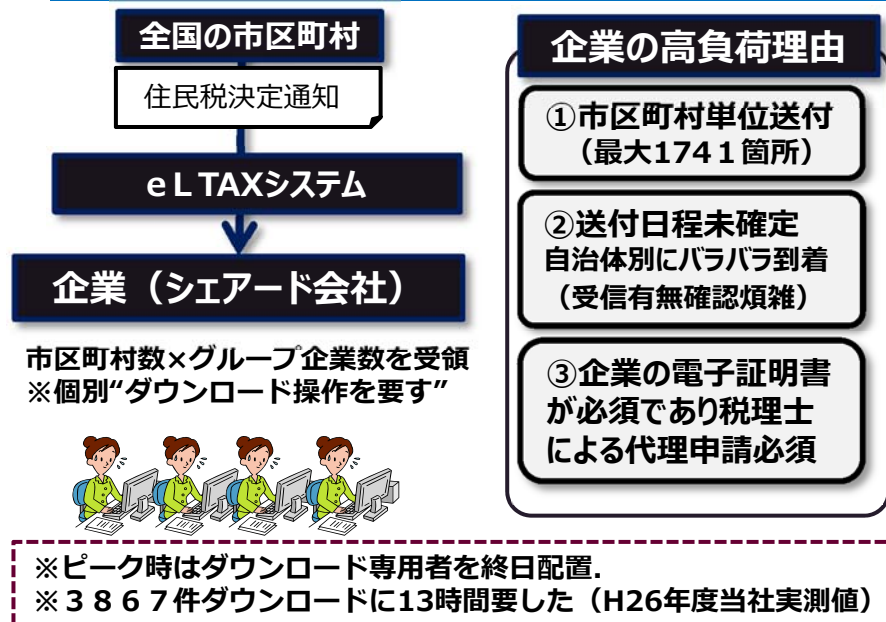 全国の市区町村
住民税決定通知
eLTAXシステム
企業（シェアード会社）
市区町村数×グループ企業数を受領
※個別“ダウンロード操作を要す”
企業の高負荷理由
①市区町村単位送付
（最大1741箇所）
②送付日程未確定
自治体別にバラバラ到着
（受信有無確認煩雑）
③企業の電子証明書
が必須であり税理士
による代理申請必須
※ピーク時はダウンロード専用者を終日配置.
※３８６７件ダウンロードに13時間要した（H26年度当社実測値）